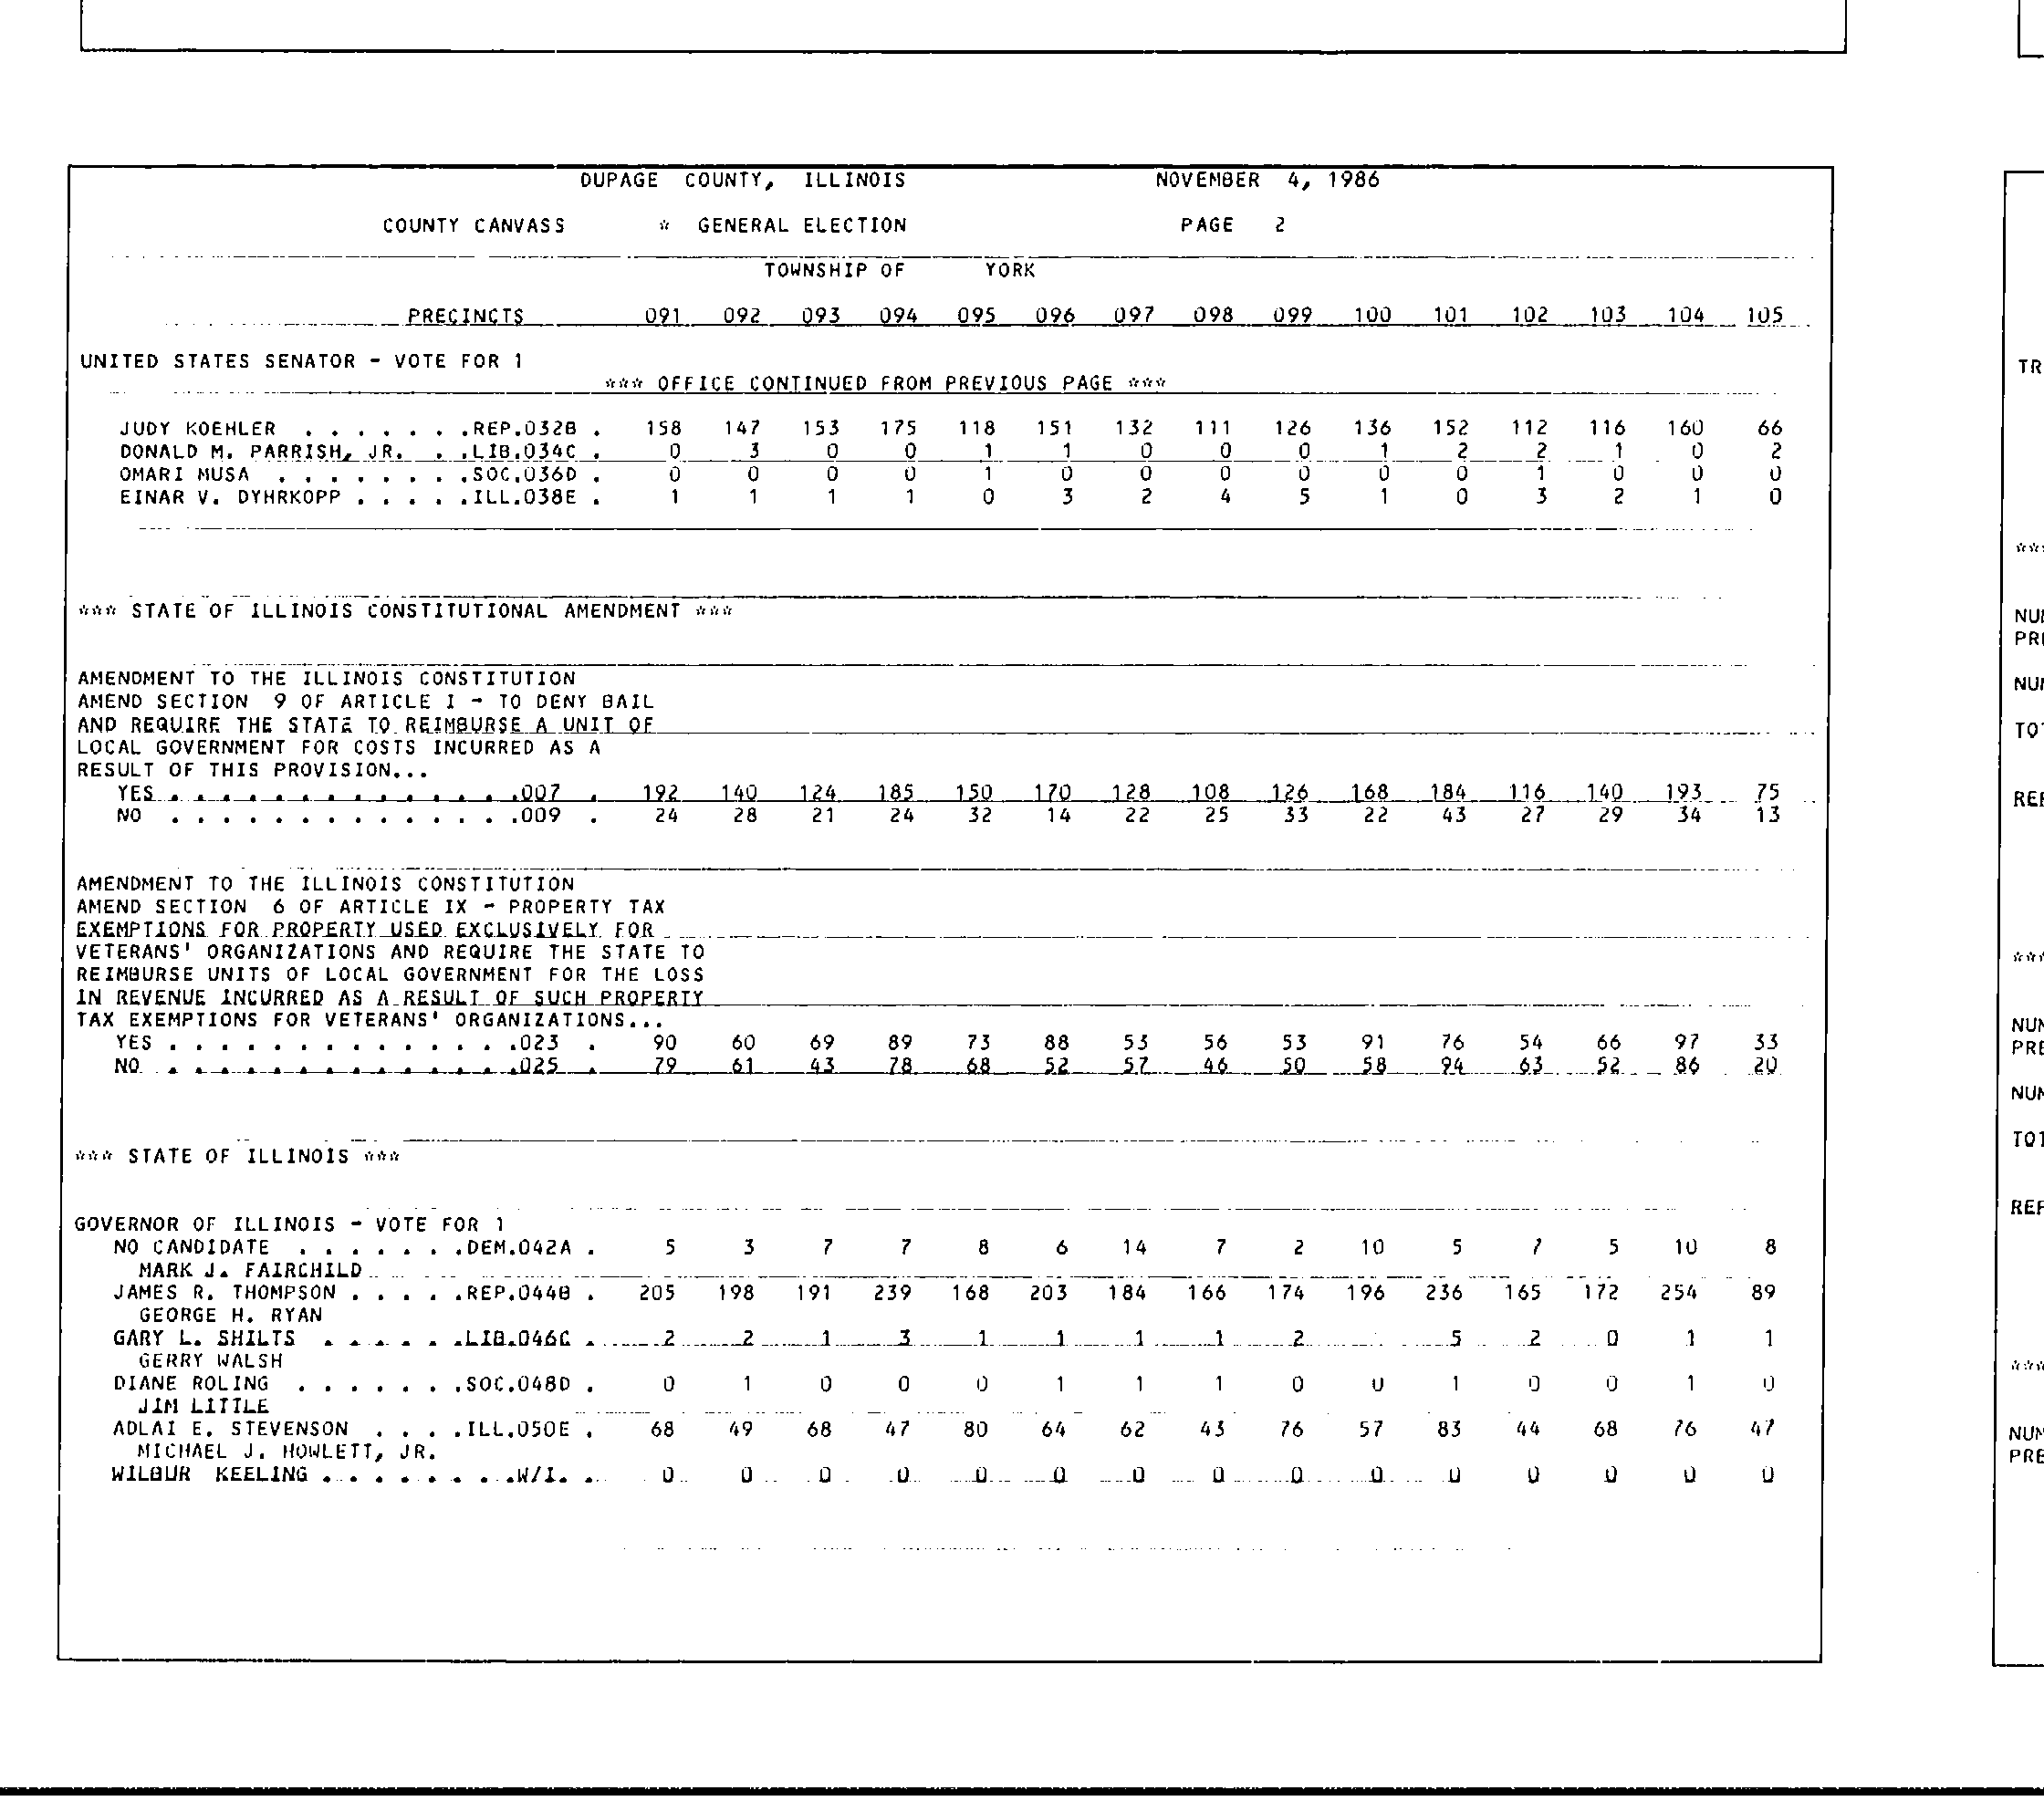 DUPAGE COUNTY, ILLINOIS NOVEMBER 4, 1986
COUNTY CANVASS * GENERAL ELECTION PAGE 2
TOWNSHIP OF YORK
PRECINCTS 091 092 093 094 095 096 097 098 099 100 101 102 103 104 105
UNITED STATES SENATOR - VOTE FOR 1
*** OFFICE CONTINUED FROM PREVIOUS PAGE ***
JUDY KOEHLER . . . . . . .REP.032B . 158 147 153 175 118 151 132 111 126 136 152 112 116 160 66
DONALD M. PARRISH, JR. . .LIB.034C . 0 3 0 0 1 1 0 0 0 1 2 2 1 0 2
OMARI MUSA . . . . . . . .SOC.036D . 0 0 0 0 1 0 0 0 0 0 0 1 0 0 0
EINAR V. DYHRKOPP . . . . .ILL.038E . 1 1 1 1 0 3 2 4 5 1 0 3 2 1 0
*** STATE OF ILLINOIS CONSTITUTIONAL AMENDMENT ***
AMENDMENT TO THE ILLINOIS CONSTITUTION
AMEND SECTION 9 OF ARTICLE I - TO DENY BAIL
AND REQUIRE THE STATE TO REIMBURSE A UNIT OF
LOCAL GOVERNMENT FOR COSTS INCURRED AS A
RESULT OF THIS PROVISION...
YES . . . . . . . . . . . . . .007 . 192 140 124 185 150 170 128 108 126 168 184 116 140 193 75
NO . . . . . . . . . . . . . .009 . 24 28 21 24 32 14 22 25 33 22 43 27 29 34 13
AMENDMENT TO THE ILLINOIS CONSTITUTION
AMEND SECTION 6 OF ARTICLE IX - PROPERTY TAX
EXEMPTIONS FOR PROPERTY USED EXCLUSIVELY FOR
VETERANS' ORGANIZATIONS AND REQUIRE THE STATE TO
REIMBURSE UNITS OF LOCAL GOVERNMENT FOR THE LOSS
IN REVENUE INCURRED AS A RESULT OF SUCH PROPERTY
TAX EXEMPTIONS FOR VETERANS' ORGANIZATIONS...
YES . . . . . . . . . . . . . .023 . 90 60 69 89 73 88 53 56 53 91 76 54 66 97 33
NO . . . . . . . . . . . . . .025 . 79 61 43 78 68 52 57 46 50 58 94 63 52 86 20
*** STATE OF ILLINOIS ***
GOVERNOR OF ILLINOIS - VOTE FOR 1
NO CANDIDATE . . . . . . .DEM.042A . 5 3 7 7 8 6 14 7 2 10 5 7 5 10 8
MARK J. FAIRCHILD
JAMES R. THOMPSON . . . . .REP.044B . 205 198 191 239 168 203 184 166 174 196 236 165 172 254 89
GEORGE H. RYAN
GARY L. SHILTS . . . . . .LIB.046C . 2 2 1 3 1 1 1 1 2 5 2 0 1 1
GERRY WALSH
DIANE ROLING . . . . . . .SOC.048D . 0 1 0 0 0 1 1 1 0 0 1 0 0 1 0
JIM LITTLE
ADLAI E. STEVENSON . . . .ILL.050E . 68 49 68 47 80 64 62 43 76 57 83 44 68 76 47
MICHAEL J. HOWLETT, JR.
WILBUR KEELING . . . . . . . .W/I. . 0 0 0 0 0 0 0 0 0 0 0 0 0 0 0